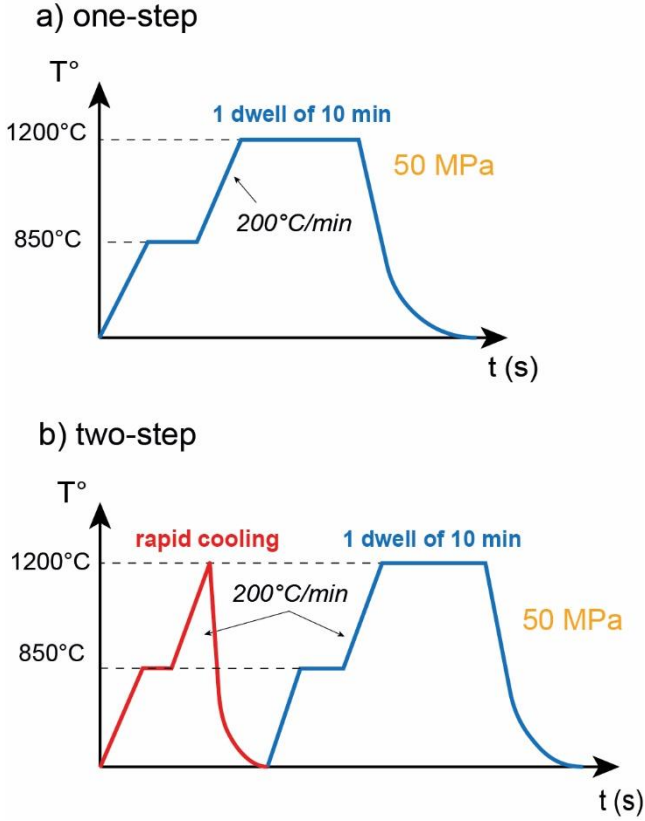 a) one-step
T°
1 dwell of 10 min
1200°C
50 MPa
200°C/min
850°C
t (s)
b) two-step
T°
rapid cooling
1 dwell of 10 min
1200°C
200°C/min
50 MPa
850°C
t (s)